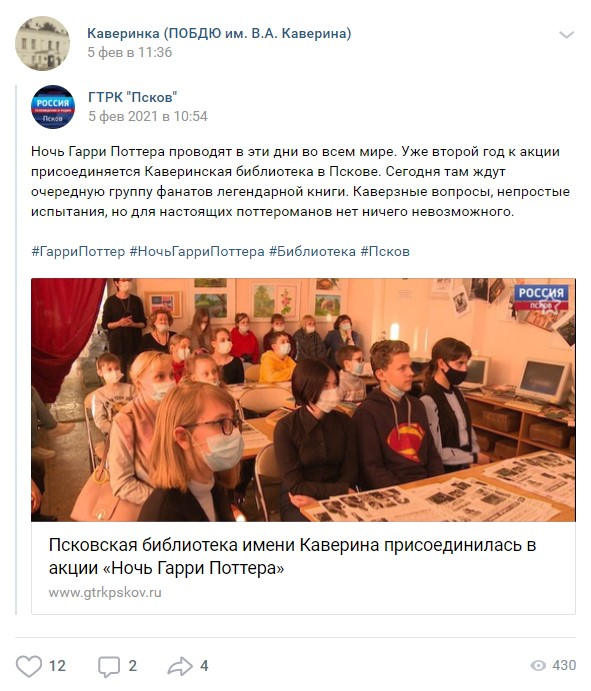 Каверинка (ПОБДЮ им. В.А. Каверина)
5 фев в 11:36
РОССИЯ
Псков
ГТРК "Псков"
5 фев 2021 в 10:54
Ночь Гарри Поттера проводят в эти дни во всем мире. Уже второй год к акции
присоединяется Каверинская библиотека в Пскове. Сегодня там ждут
очередную группу фанатов легендарной книги. Каверзные вопросы, непростые
испытания, но для настоящих поттероманов нет ничего невозможного.
#ГарриПоттер #НочьГарриПоттера #Библиотека #Псков
РОССИЯ
ПСКОВ
Псковская библиотека имени Каверина присоединилась в
акции «Ночь Гарри Поттера»
www.gtrkpskov.ru
12 2 4 430